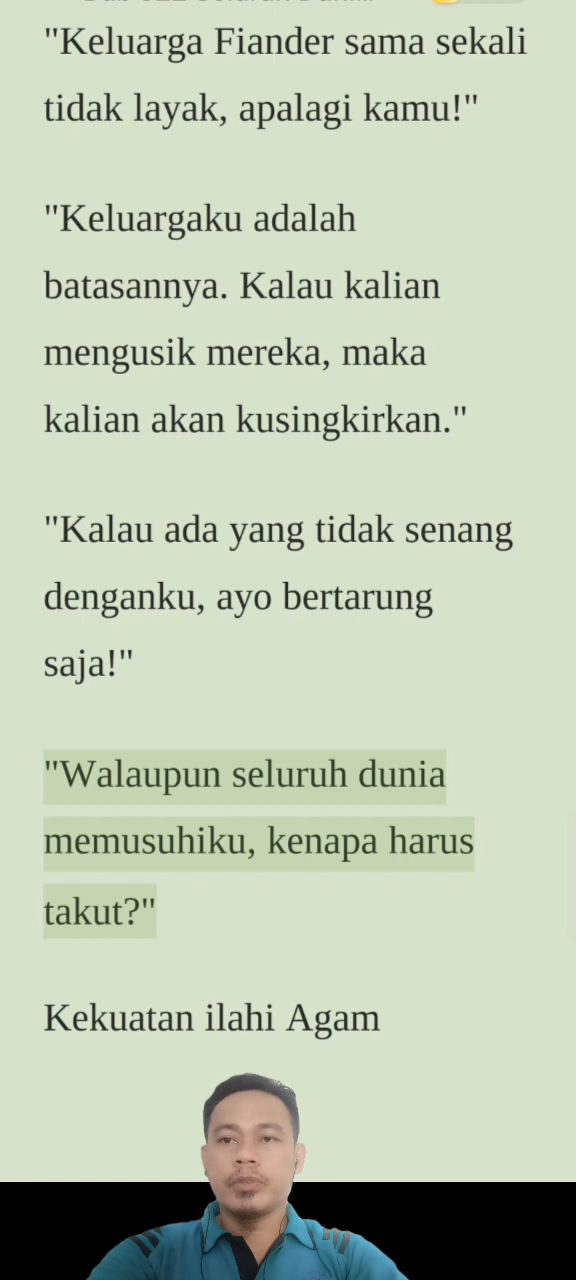 "Keluarga Fiander sama sekali
tidak layak, apalagi kamu!"
"Keluargaku adalah
batasannya. Kalau kalian
mengusik mereka, maka
kalian akan kusingkirkan."
"Kalau ada yang tidak senang
denganku, ayo bertarung
saja!"
"Walaupun seluruh dunia
memusuhiku, kenapa harus
takut?"
Kekuatan ilahi Agam